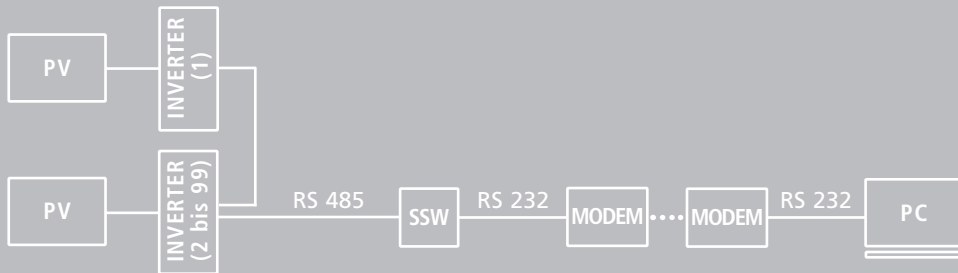 PV
INVERTER
(1)
PV
INVERTER
(2 bis 99)
RS 485
SSW
RS 232
MODEM
MODEM
RS 232
PC